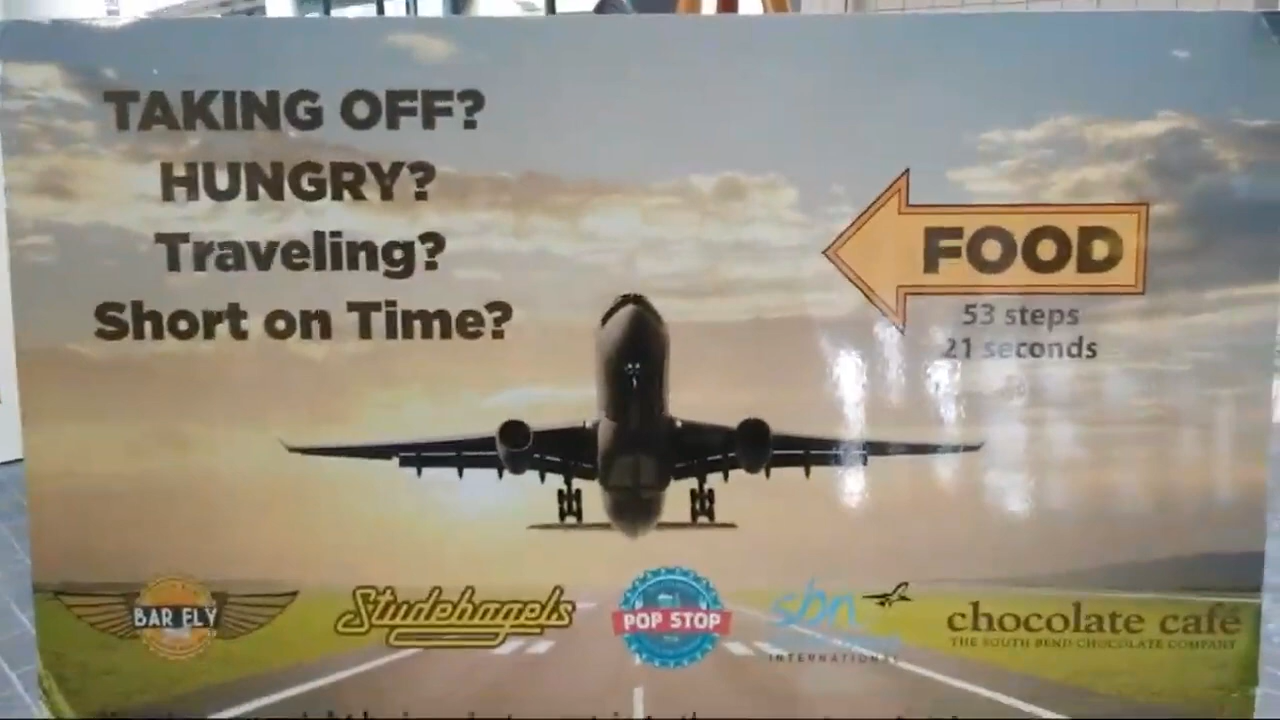 TAKING OFF?
HUNGRY?
Traveling?
Short on Time?
FOOD
53 steps
21 seconds
BAR FLY
Studebagels
POP STOP
sbn
INTERNATIONAL
chocolate café
THE SOUTH BEND CHOCOLATE COMPANY